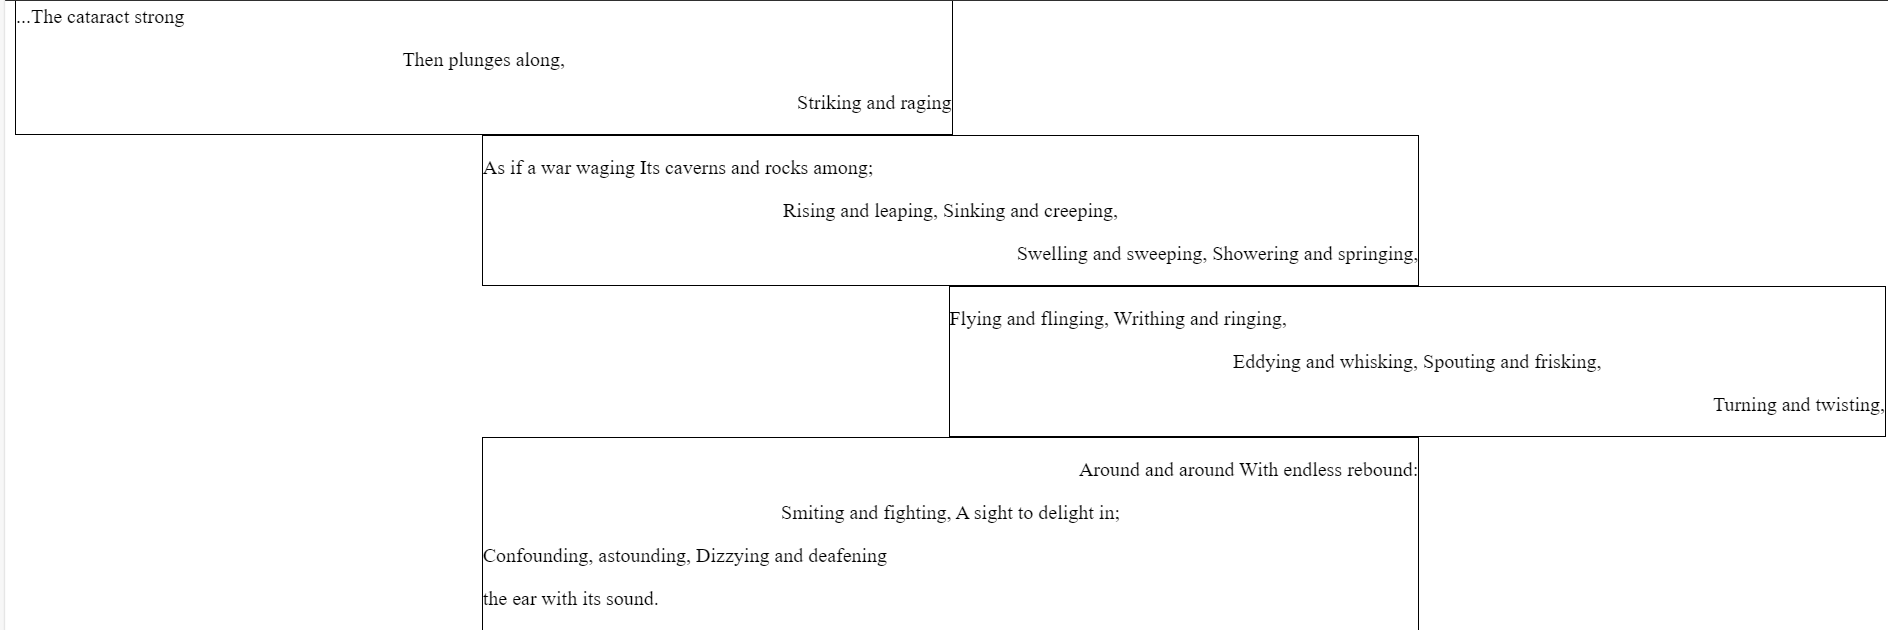 ...The cataract strong
Then plunges along,
Striking and raging
As if a war waging Its caverns and rocks among;
Rising and leaping, Sinking and creeping,
Swelling and sweeping, Showering and springing,
Flying and flinging, Writhing and ringing,
Eddying and whisking, Spouting and frisking,
Turning and twisting,
Around and around With endless rebound:
Smiting and fighting, A sight to delight in;
Confounding, astounding, Dizzying and deafening
the ear with its sound.